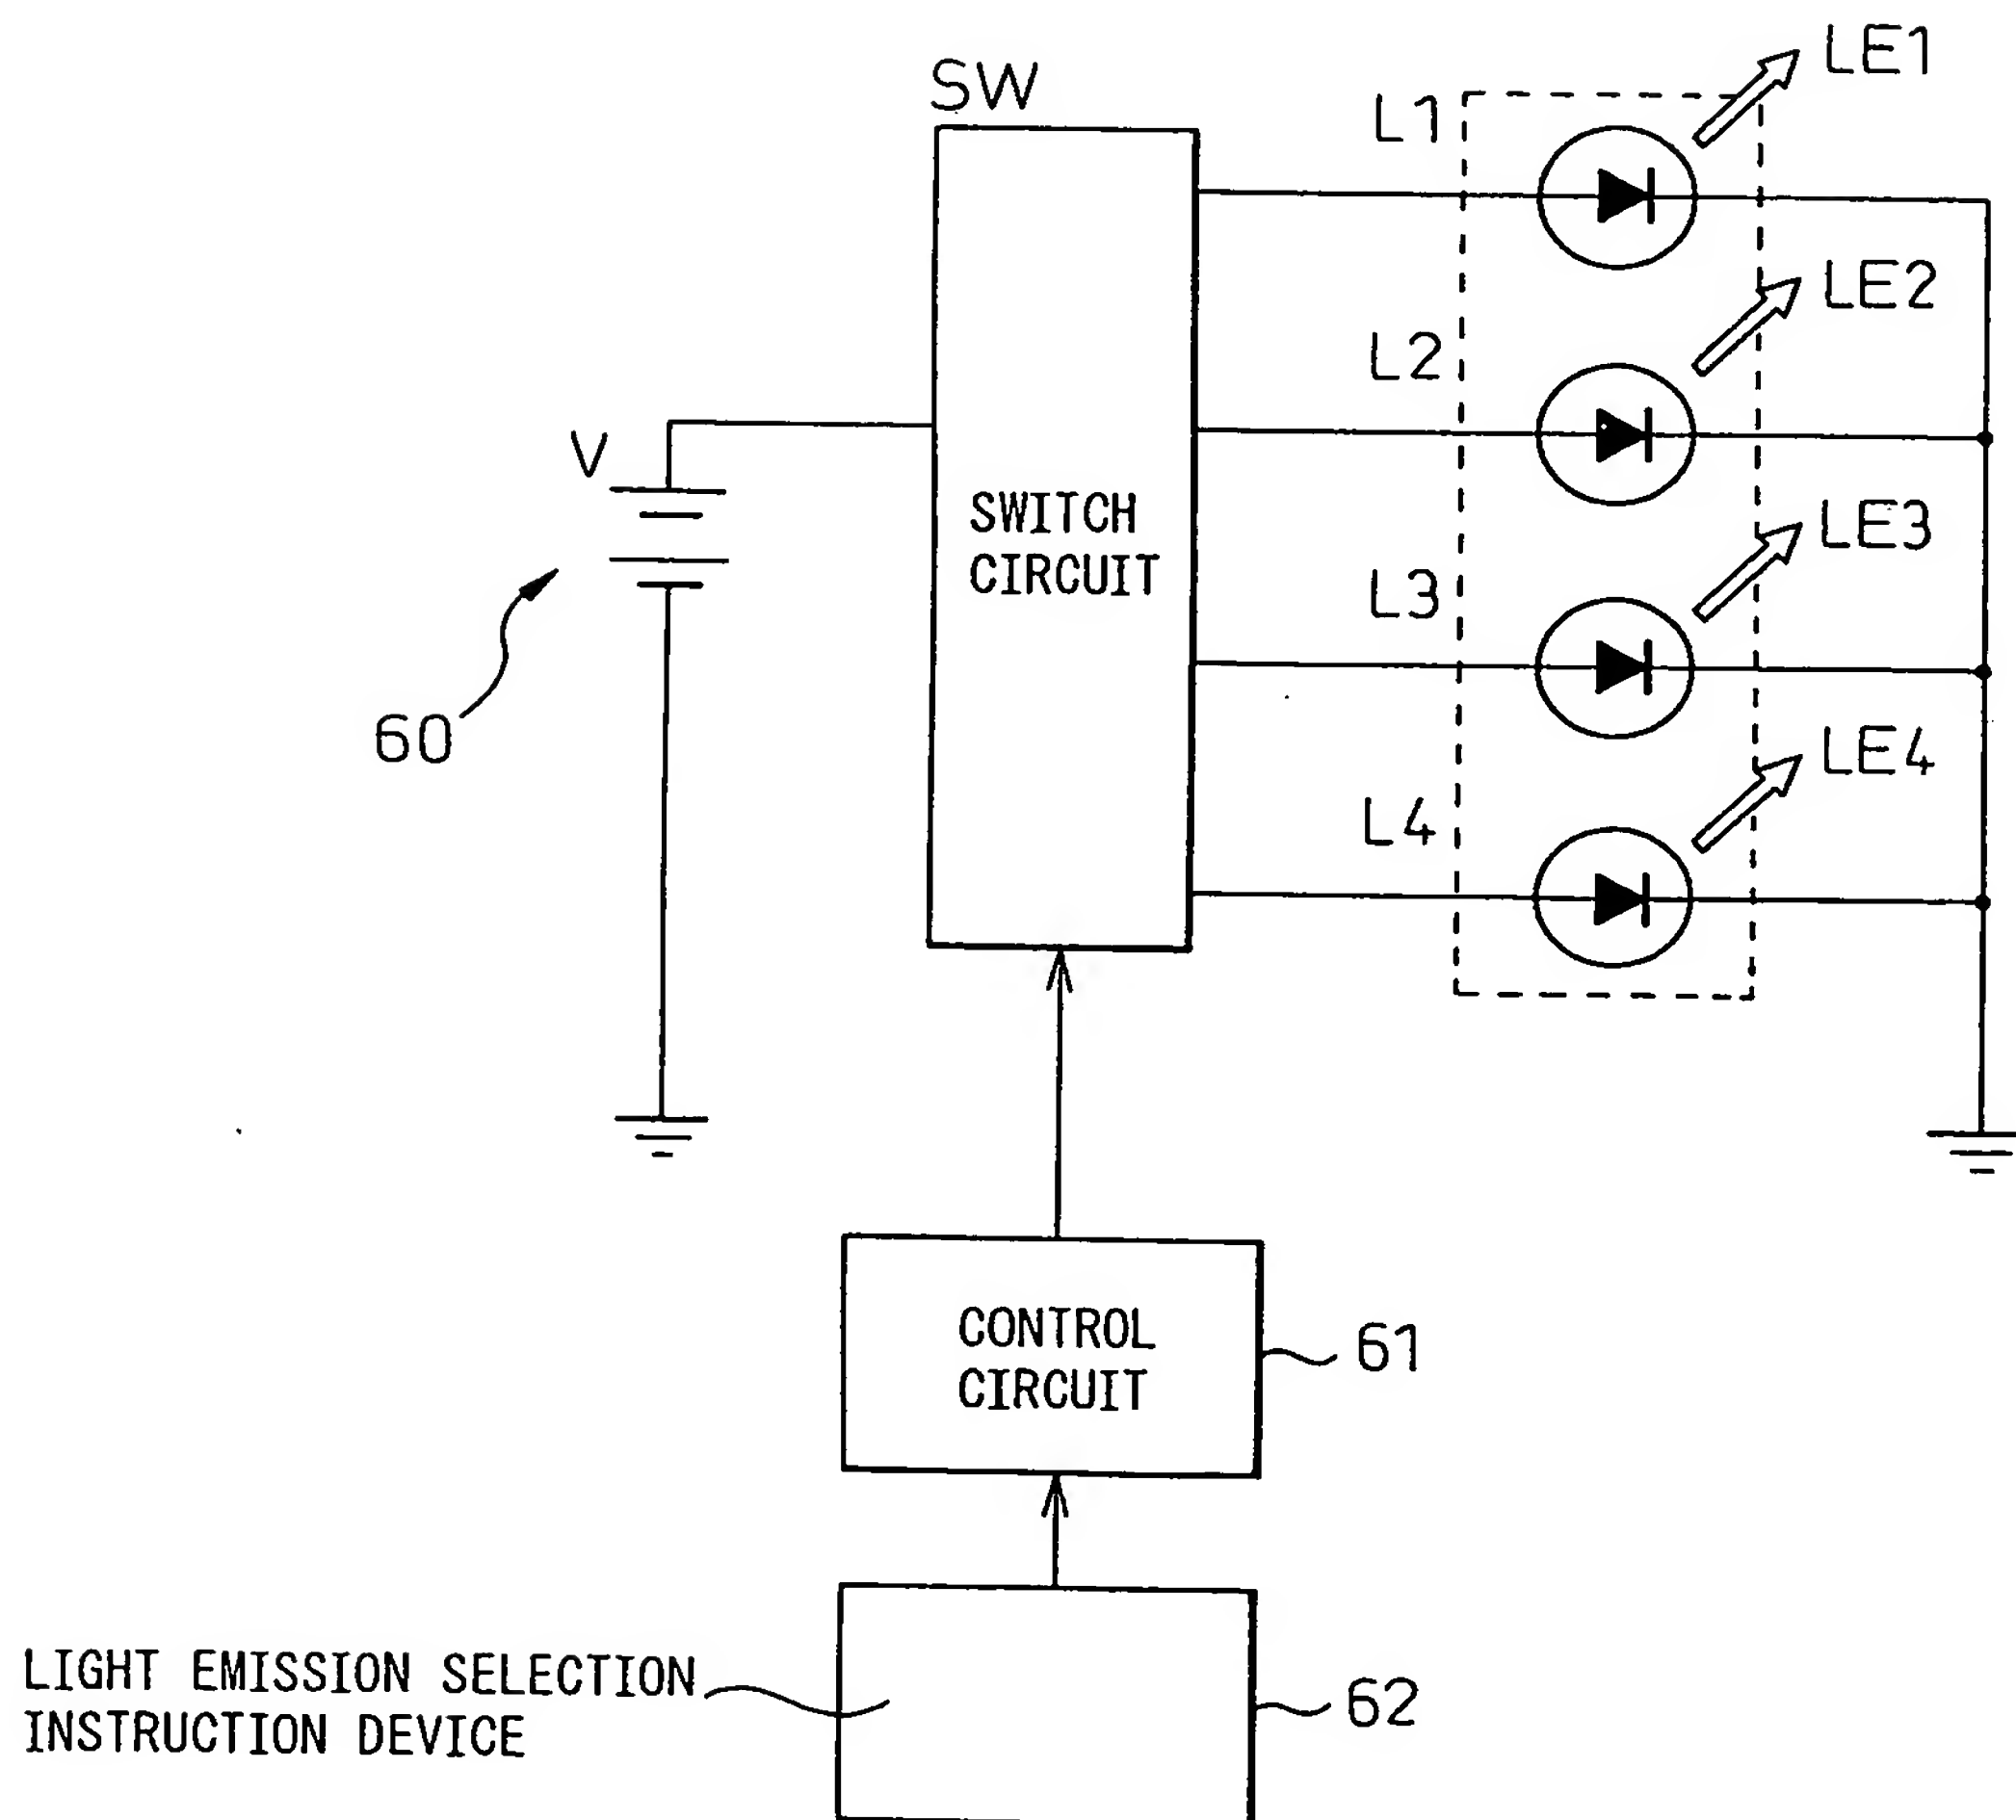 SW
L1
LE1
L2
LE2
V
SWITCH
CIRCUIT
L3
LE3
60
L4
LE4
CONTROL
CIRCUIT
61
LIGHT EMISSION SELECTION
INSTRUCTION DEVICE
62